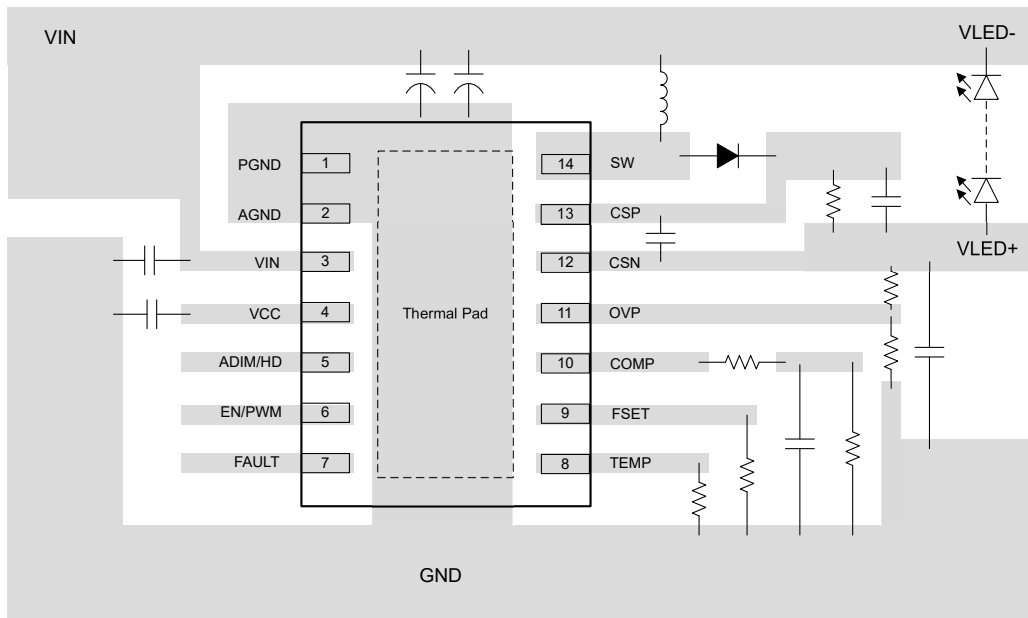 VIN
VLED-
PGND 1
14 SW
AGND 2
13 CSP
VIN 3
12 CSN
VLED+
VCC 4
Thermal Pad
11 OVP
ADIM/HD 5
10 COMP
EN/PWM 6
9 FSET
FAULT 7
8 TEMP
GND